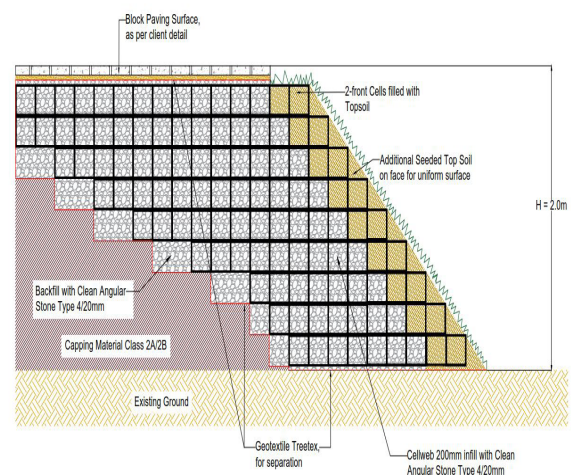 Block Paving Surface,
as per client detail
2-front Cells filled with
Topsoil
Additional Seeded Top Soil
on face for uniform surface
H = 2.0m
Backfill with Clean Angular
Stone Type 4/20mm
Capping Material Class 2A/2B
Existing Ground
Geotextile Treetex,
for separation
Cellweb 200mm infill with Clean
Angular Stone Type 4/20mm